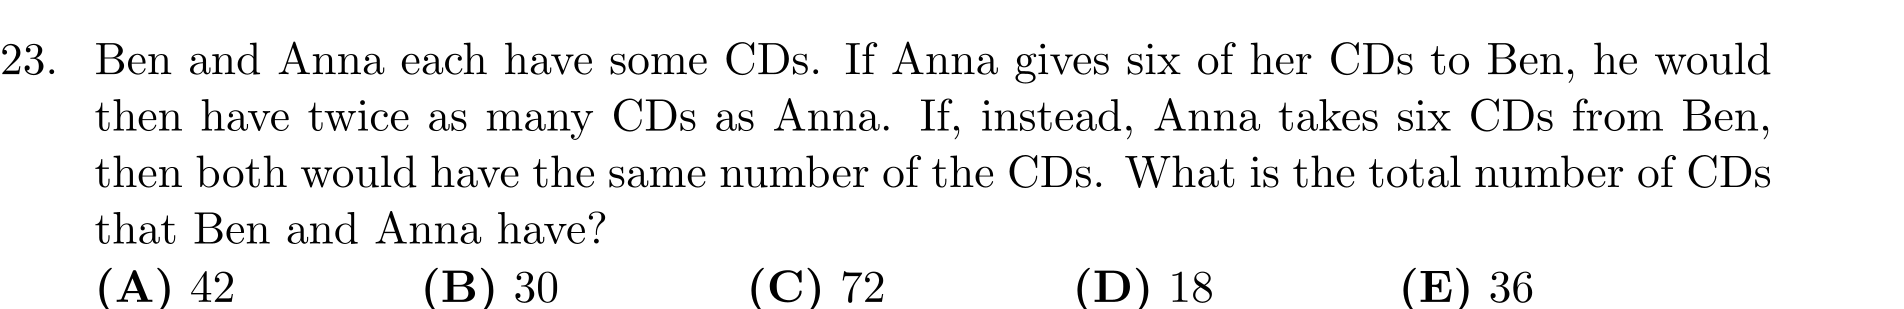 23. Ben and Anna each have some CDs. If Anna gives six of her CDs to Ben, he would
then have twice as many CDs as Anna. If, instead, Anna takes six CDs from Ben,
then both would have the same number of the CDs. What is the total number of CDs
that Ben and Anna have?
(A) 42 (B) 30 (C) 72 (D) 18 (E) 36